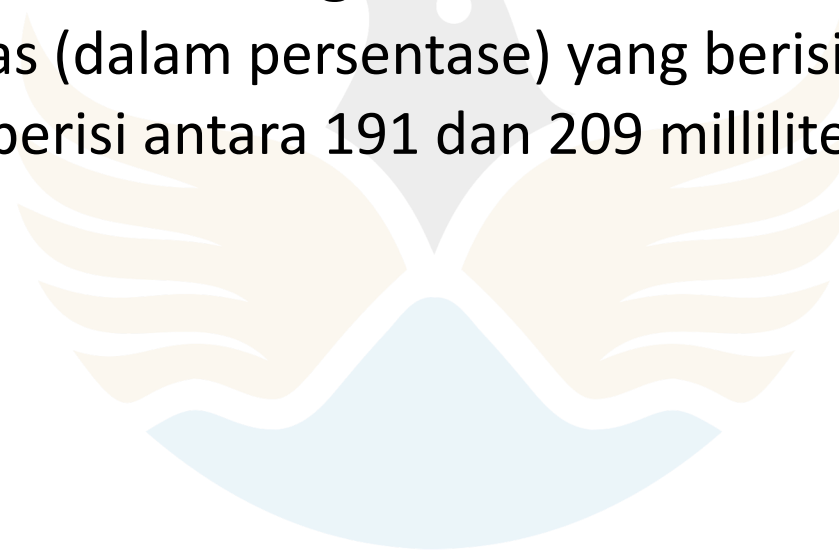 as (dalam persentase) yang berisi
berisi antara 191 dan 209 millilite